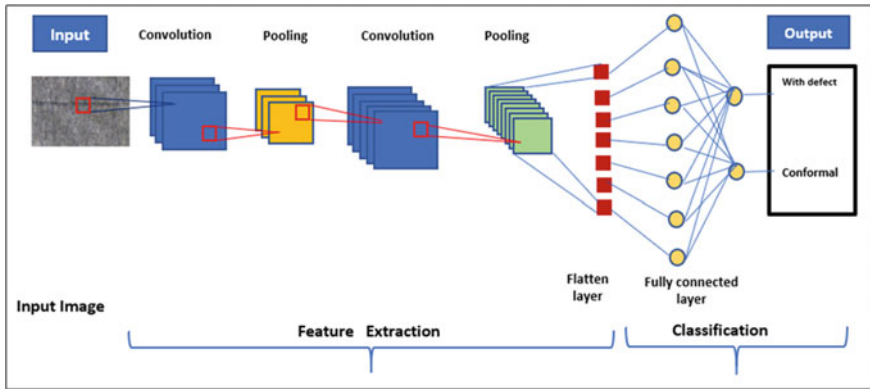 Input
Convolution
Pooling
Convolution
Pooling
Output
With defect
Conformal
Flatten
layer
Fully connected
layer
Input Image
Feature Extraction
Classification